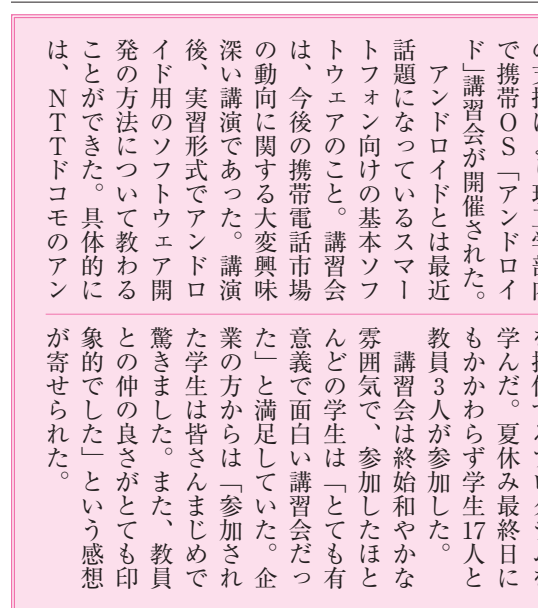 で携帯OS「アンドロイ
ド」講習会が開催された。
アンドロイドとは最近
話題になっているスマー
トフォン向けの基本ソフ
トウェアのこと。講習会
は、今後の携帯電話市場
の動向に関する大変興味
深い講演であった。講演
後、実習形式でアンドロ
イド用のソフトウェア開
発の方法について教わる
ことができた。具体的に
は、NTTドコモのアン
学んだ。夏休み最終日に
もかかわらず学生17人と
教員3人が参加した。
講習会は終始和やかな
雰囲気で、参加したほと
んどの学生は「とても有
意義で面白い講習会だっ
た」と満足していた。企
業の方からは「参加され
た学生は皆さんまじめで
驚きました。また、教員
との仲の良さがとても印
象的でした」という感想
が寄せられた。